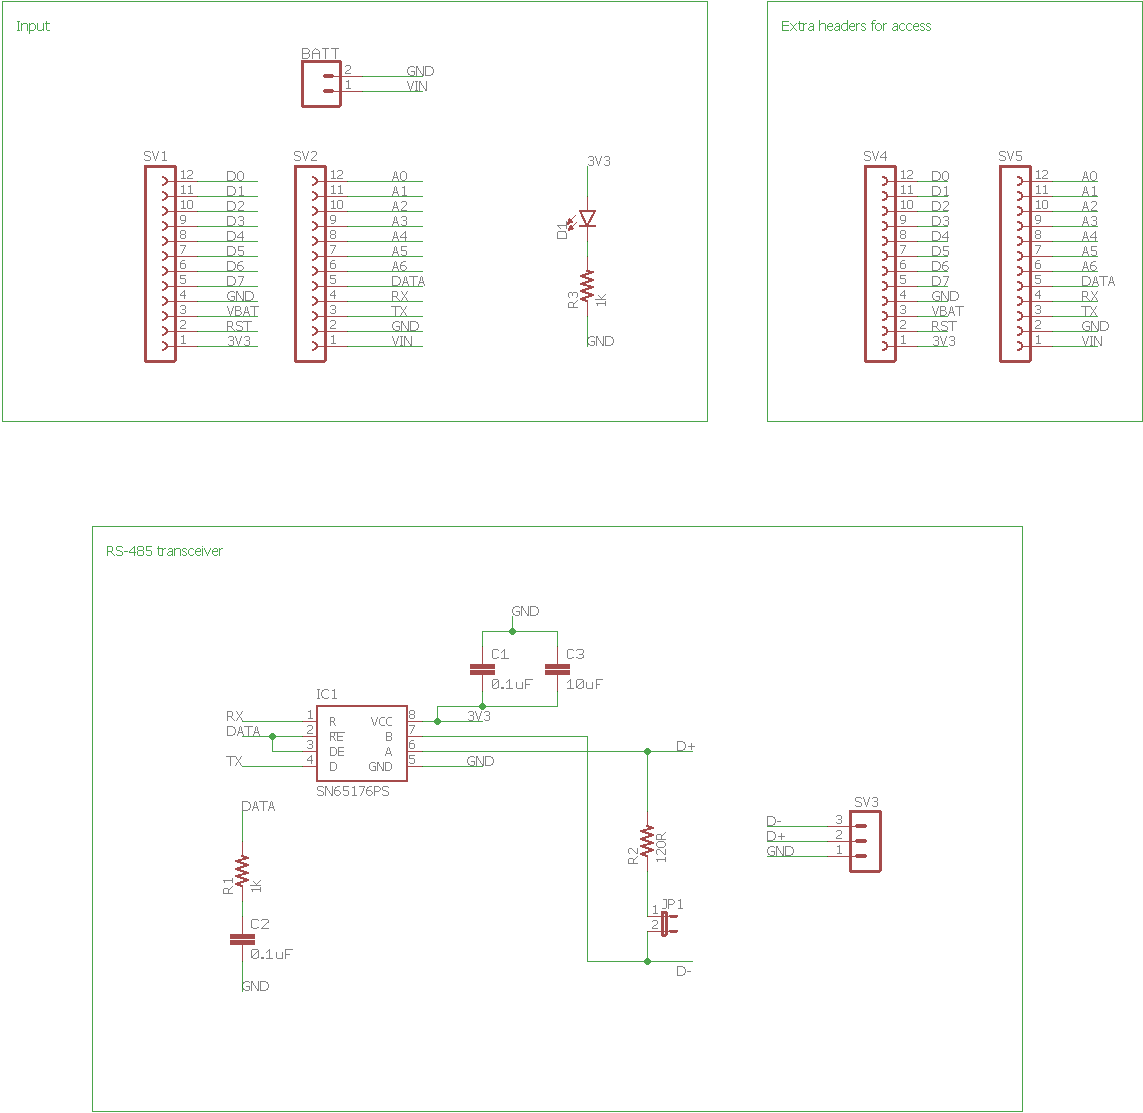 Input
BATT
2 GND
1 VIN
SV1
12 D0
11 D1
10 D2
9 D3
8 D4
7 D5
6 D6
5 D7
4 GND
3 VBAT
2 RST
1 3V3
SV2
12 A0
11 A1
10 A2
9 A3
8 A4
7 A5
6 A6
5 DATA
4 RX
3 TX
2 GND
1 VIN
3V3
D1
R3
1K
GND
Extra headers for access
SV4
12 D0
11 D1
10 D2
9 D3
8 D4
7 D5
6 D6
5 D7
4 GND
3 VBAT
2 RST
1 3V3
SV5
12 A0
11 A1
10 A2
9 A3
8 A4
7 A5
6 A6
5 DATA
4 RX
3 TX
2 GND
1 VIN
RS-485 transceiver
GND
C1
0.1uF
C3
10uF
IC1
RX 1 R VCC 8 3V3
DATA 2 RE B 7
3 DE A 6 D+
TX 4 D GND 5 GND
SN65176PS
DATA
R1
1K
C2
0.1uF
GND
R2
120R
JP1
1
2
D-
SV3
D- 3
D+ 2
GND 1